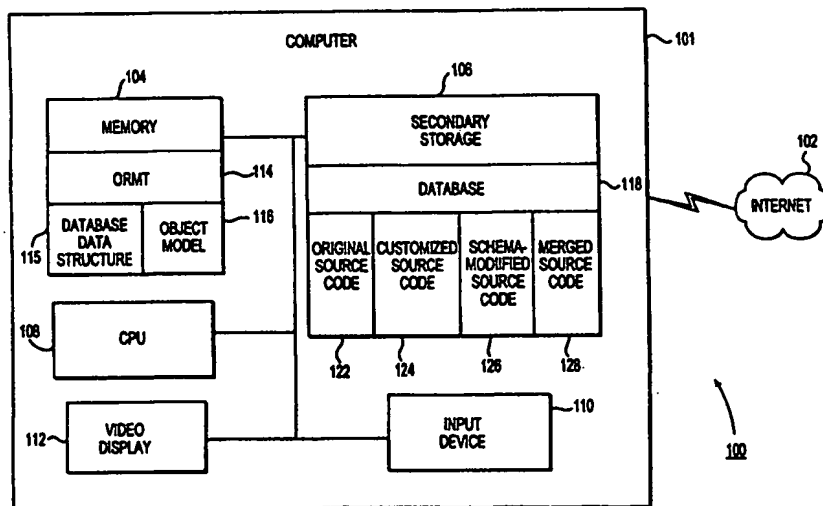 COMPUTER
101
104
MEMORY
ORMT
114
DATABASE
DATA
STRUCTURE
115
OBJECT
MODEL
116
106
SECONDARY
STORAGE
DATABASE
118
ORIGINAL
SOURCE
CODE
122
CUSTOMIZED
SOURCE
CODE
124
SCHEMA-
MODIIFIED
SOURCE
CODE
126
MERGED
SOURCE
CODE
128
102
INTERNET
108
CPU
112
VIDEO
DISPLAY
110
INPUT
DEVICE
100